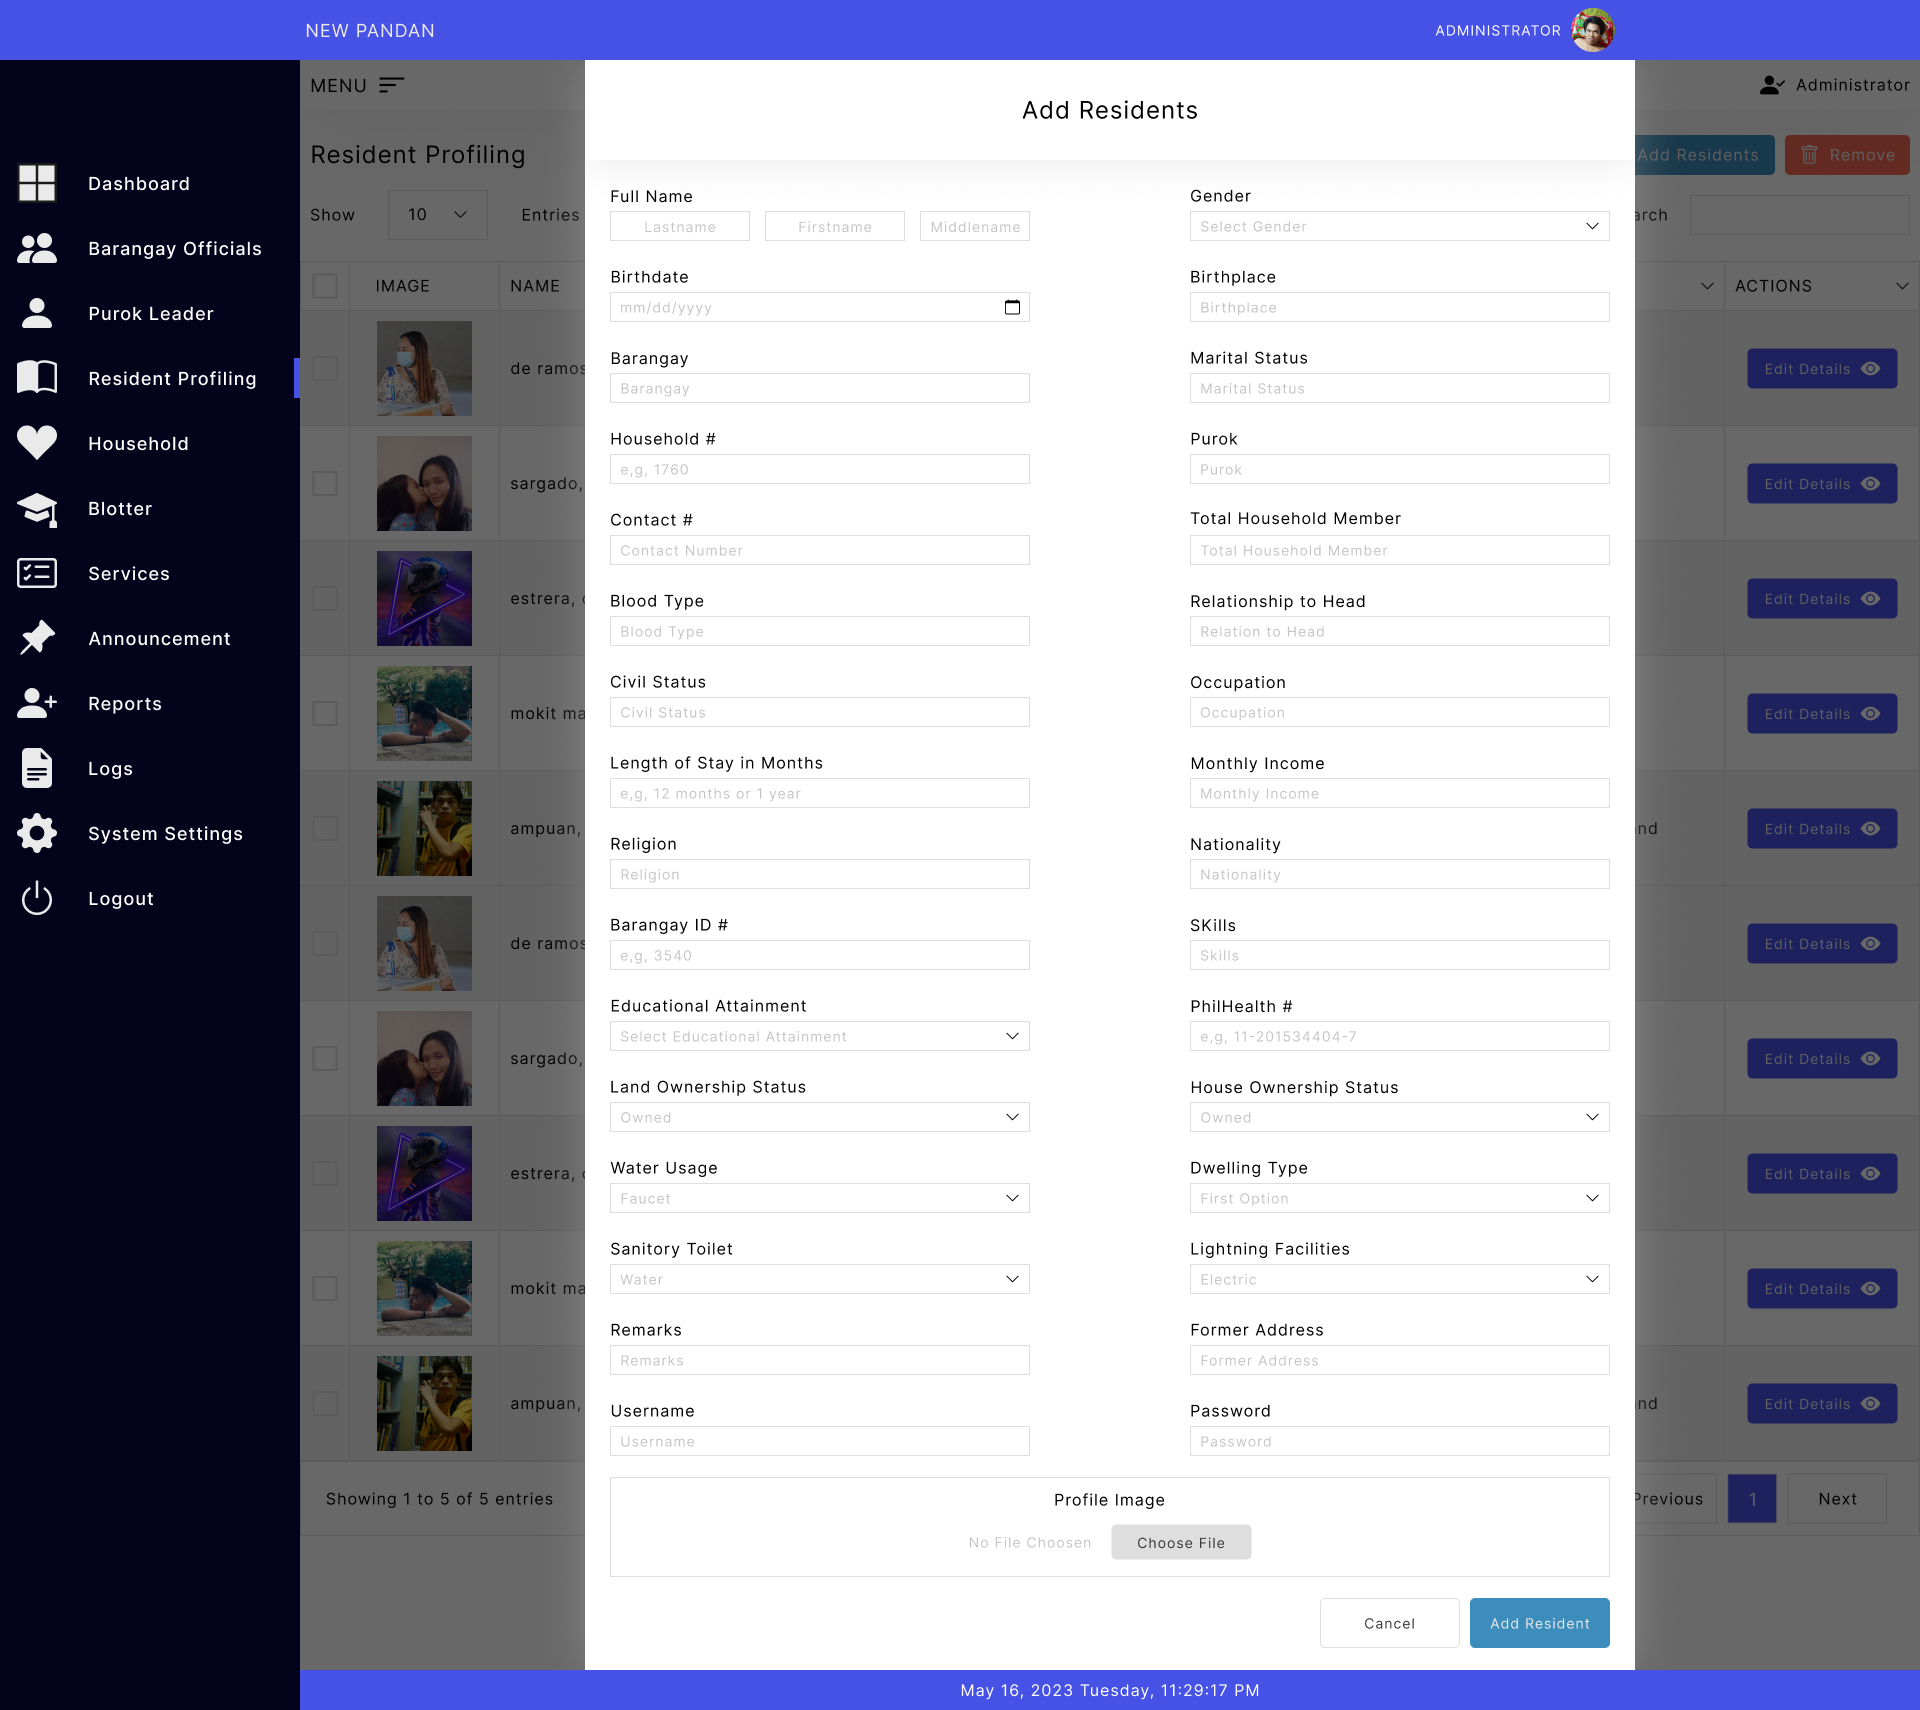 NEW PANDAN
ADMINISTRATOR
MENU
Administrator
Dashboard
Barangay Officials
Purok Leader
Resident Profiling
Household
Blotter
Services
Announcement
Reports
Logs
System Settings
Logout
Resident Profiling
Add Residents
Remove
Show
10
Entries
arch
IMAGE
NAME
ACTIONS
de ramos
Edit Details
sargado,
Edit Details
estrera,
Edit Details
mokit ma
Edit Details
ampuan,
nd
Edit Details
de ramos
Edit Details
sargado,
Edit Details
estrera,
Edit Details
mokit ma
Edit Details
ampuan,
nd
Edit Details
Showing 1 to 5 of 5 entries
Previous
1
Next
Add Residents
Full Name
Lastname
Firstname
Middlename
Gender
Select Gender
Birthdate
mm/dd/yyyy
Birthplace
Birthplace
Barangay
Barangay
Marital Status
Marital Status
Household #
e,g, 1760
Purok
Purok
Contact #
Contact Number
Total Household Member
Total Household Member
Blood Type
Blood Type
Relationship to Head
Relation to Head
Civil Status
Civil Status
Occupation
Occupation
Length of Stay in Months
e,g, 12 months or 1 year
Monthly Income
Monthly Income
Religion
Religion
Nationality
Nationality
Barangay ID #
e,g, 3540
SKills
Skills
Educational Attainment
Select Educational Attainment
PhilHealth #
e,g, 11-201534404-7
Land Ownership Status
Owned
House Ownership Status
Owned
Water Usage
Faucet
Dwelling Type
First Option
Sanitory Toilet
Water
Lightning Facilities
Electric
Remarks
Remarks
Former Address
Former Address
Username
Username
Password
Password
Profile Image
No File Choosen
Choose File
Cancel
Add Resident
May 16, 2023 Tuesday, 11:29:17 PM